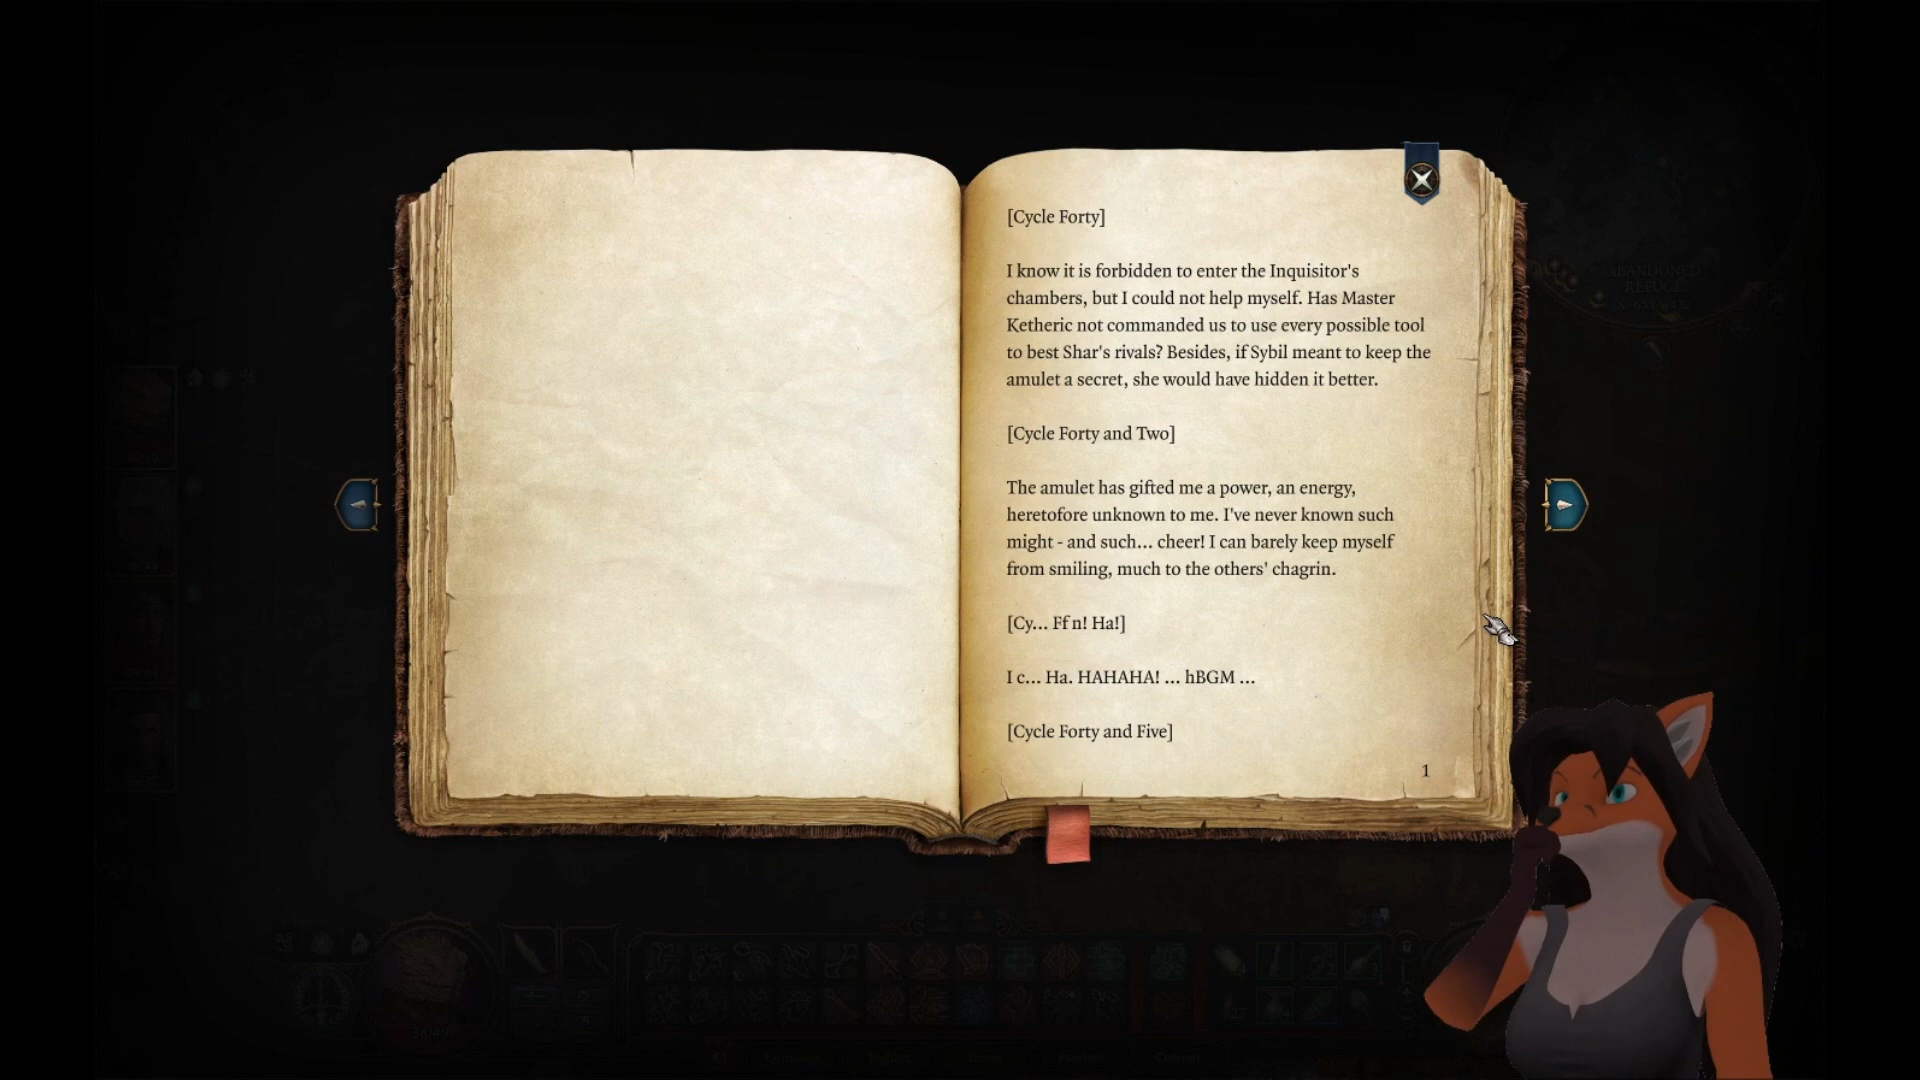 [Cycle Forty]
I know it is forbidden to enter the Inquisitor's
chambers, but I could not help myself. Has Master
Ketheric not commanded us to use every possible tool
to best Shar's rivals? Besides, if Sybil meant to keep the
amulet a secret, she would have hidden it better.
[Cycle Forty and Two]
The amulet has gifted me a power, an energy,
heretofore unknown to me. I've never known such
might - and such... cheer! I can barely keep myself
from smiling, much to the others' chagrin.
[Cy... Ff n! Ha!]
I c... Ha. HAHAHA! ... hBGM ...
[Cycle Forty and Five]
1
ABANDONED
REFUGE